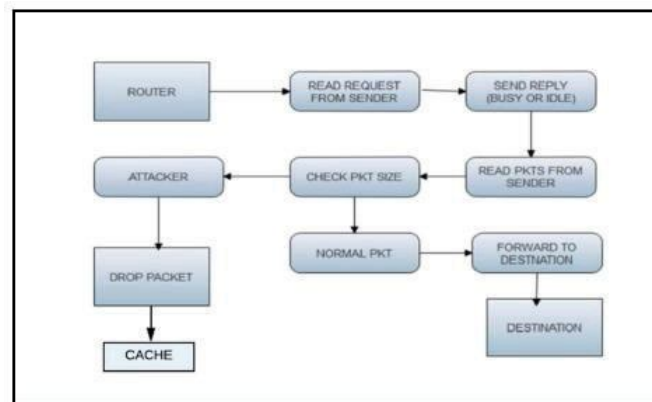 ROUTER
READ REQUEST
FROM SENDER
SEND REPLY
(BUSY OR IDLE)
ATTACKER
CHECK PKT SIZE
READ PKTS FROM
SENDER
NORMAL PKT
FORWARD TO
DESTNATION
DROP PACKET
DESTINATION
CACHE